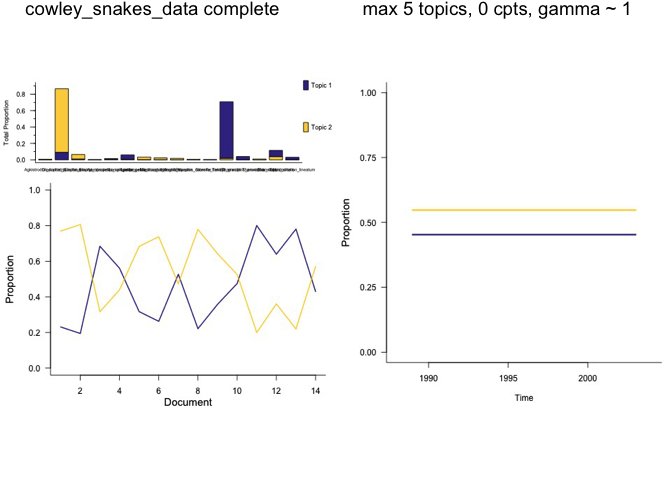 cowley_snakes_data complete
max 5 topics, 0 cpts, gamma ~ 1
Total Proportion
0.8
0.6
0.4
0.2
0.0
Topic 1
Topic 2
Proportion
1.0
0.8
0.6
0.4
0.2
0.0
2 4 6 8 10 12 14
Document
Proportion
1.00
0.75
0.50
0.25
0.00
1990 1995 2000
Time